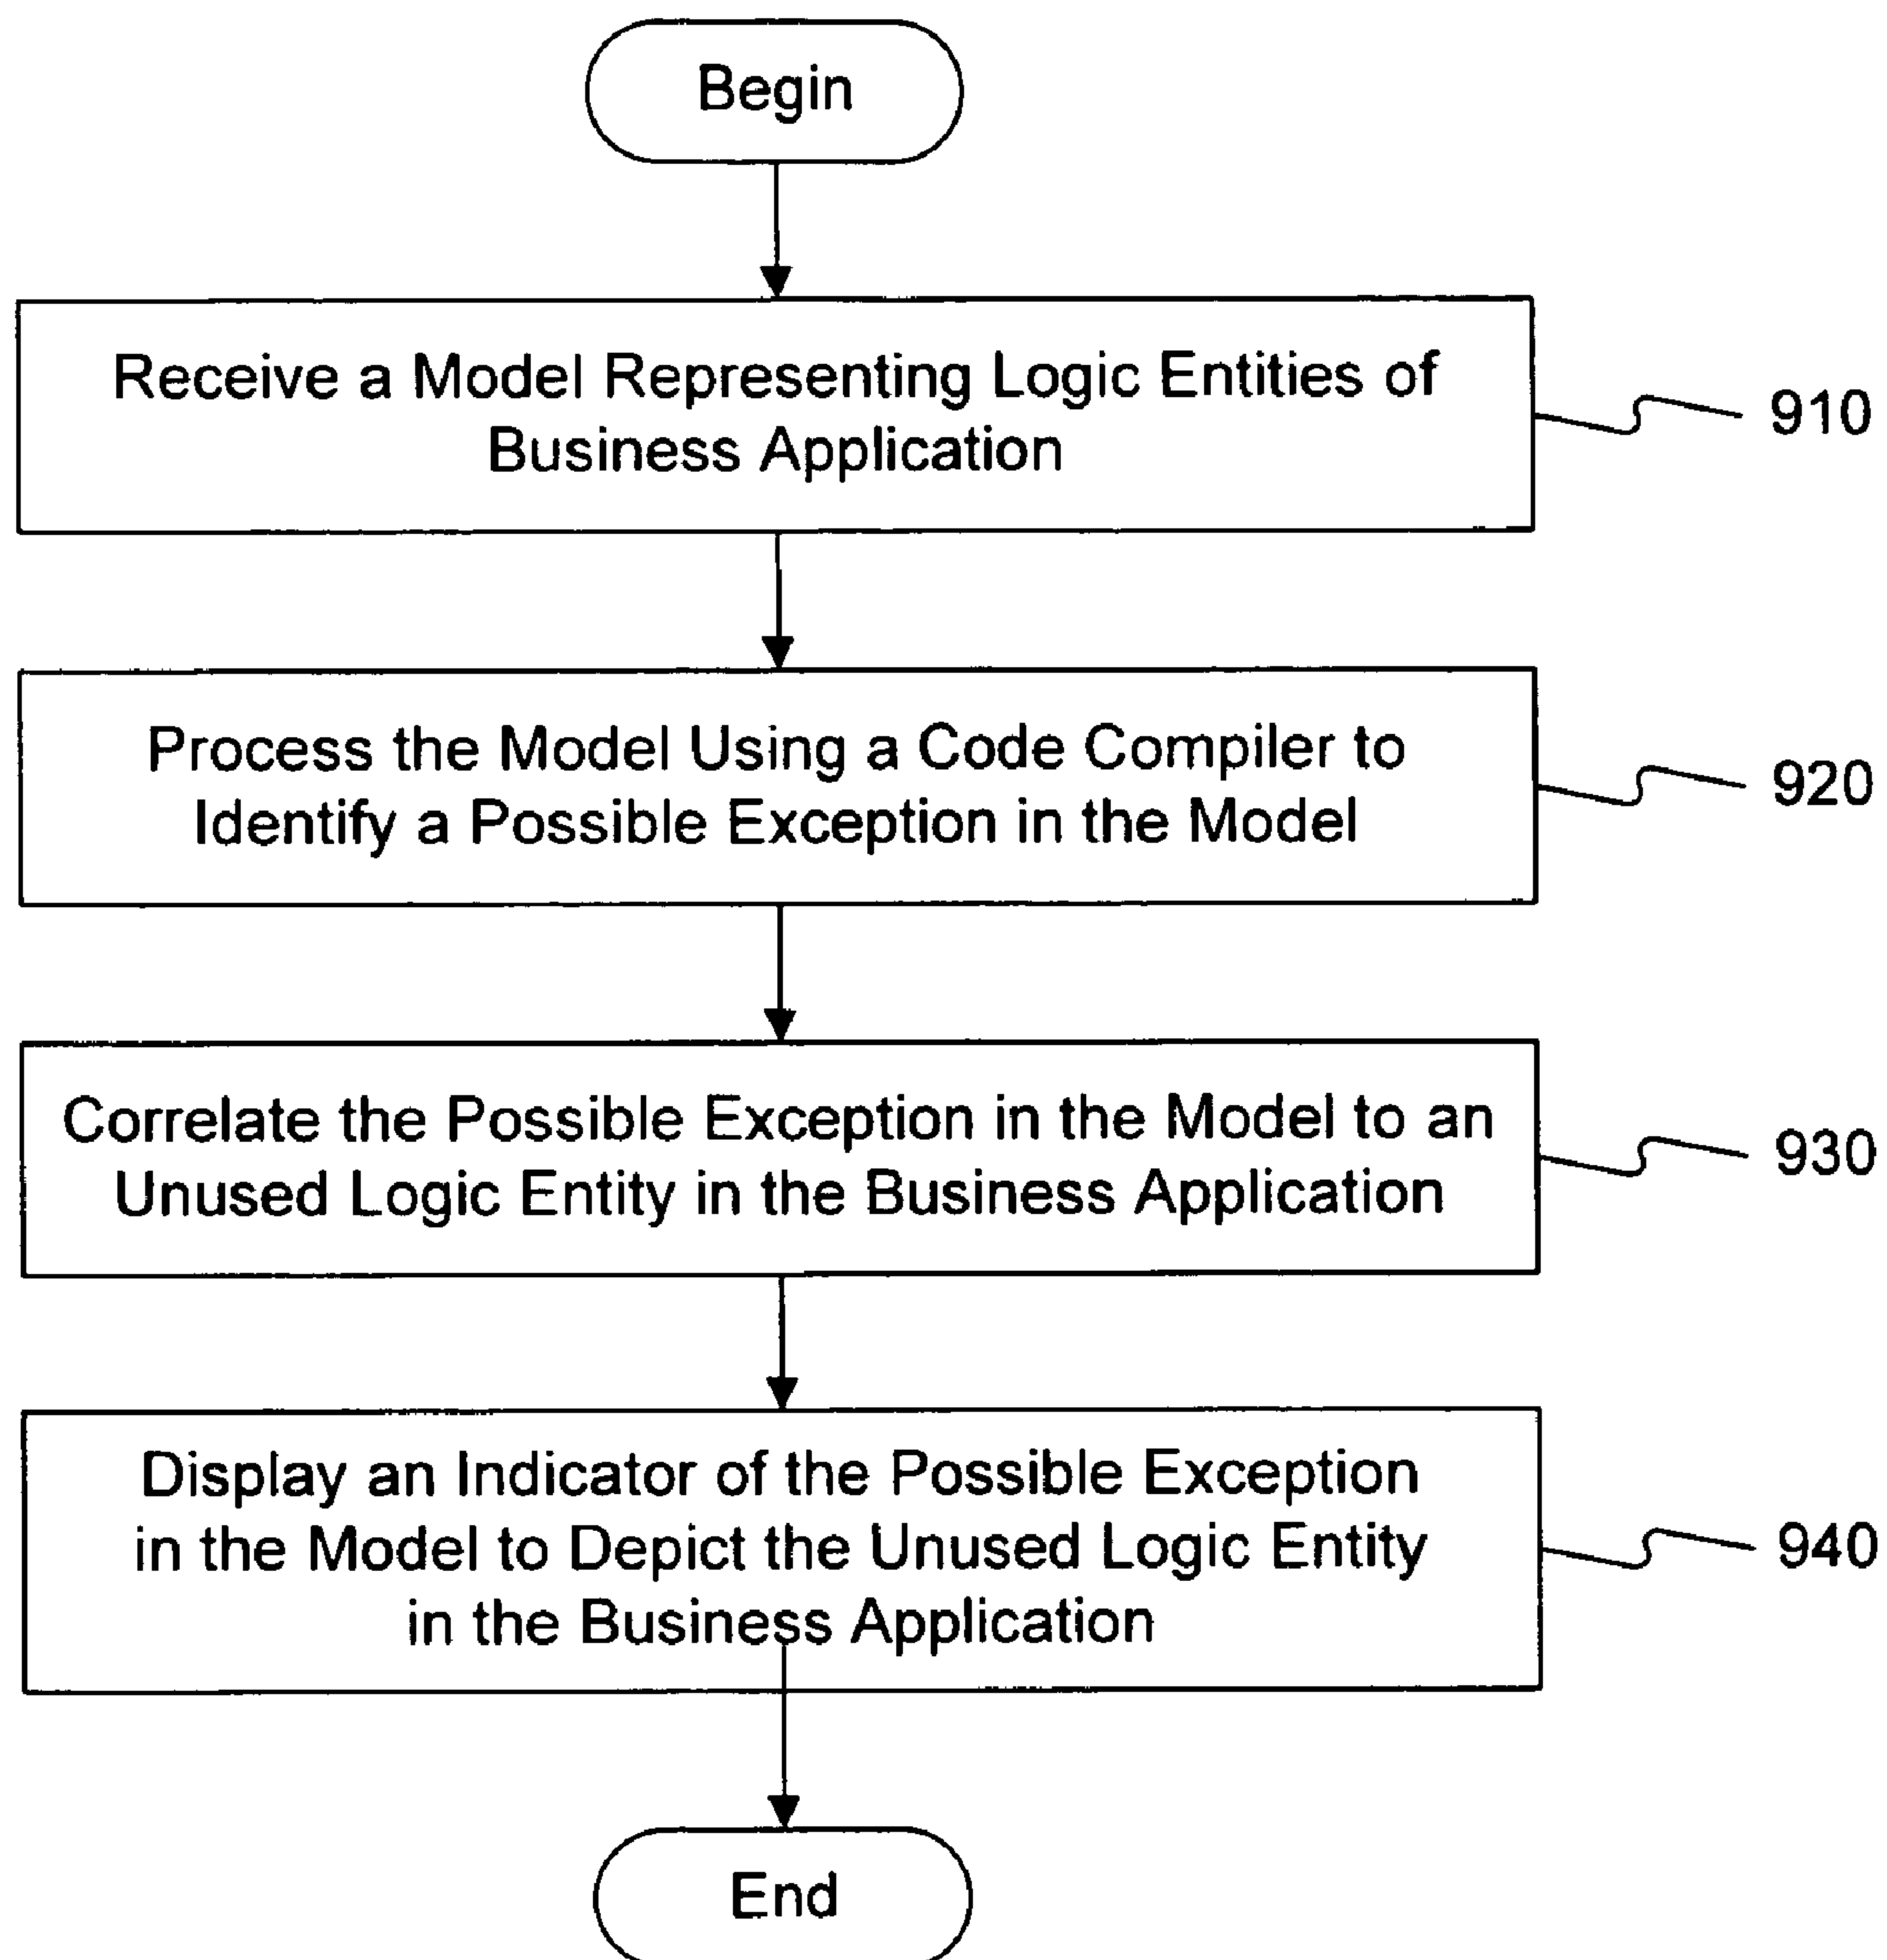 Begin
Receive a Model Representing Logic Entities of
Business Application
910
Process the Model Using a Code Compiler to
Identify a Possible Exception in the Model
920
Correlate the Possible Exception in the Model to an
Unused Logic Entity in the Business Application
930
Display an Indicator of the Possible Exception
in the Model to Depict the Unused Logic Entity
in the Business Application
940
End